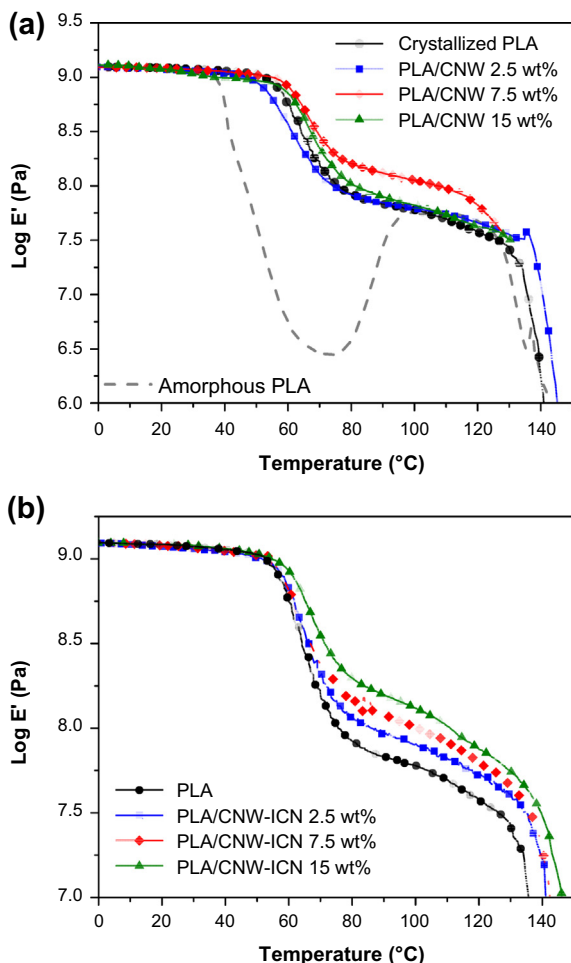 (a)
9.5
9.0
8.5
8.0
7.5
7.0
6.5
6.0
Log E' (Pa)
Crystallized PLA
PLA/CNW 2.5 wt%
PLA/CNW 7.5 wt%
PLA/CNW 15 wt%
Amorphous PLA
0 20 40 60 80 100 120 140
Temperature (°C)
(b)
9.0
8.5
8.0
7.5
7.0
Log E' (Pa)
PLA
PLA/CNW-ICN 2.5 wt%
PLA/CNW-ICN 7.5 wt%
PLA/CNW-ICN 15 wt%
0 20 40 60 80 100 120 140
Temperature (°C)